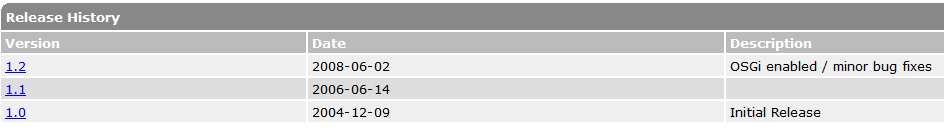 Release History
Version Date Description
1.2 2008-06-02 OSGi enabled / minor bug fixes
1.1 2006-06-14
1.0 2004-12-09 Initial Release